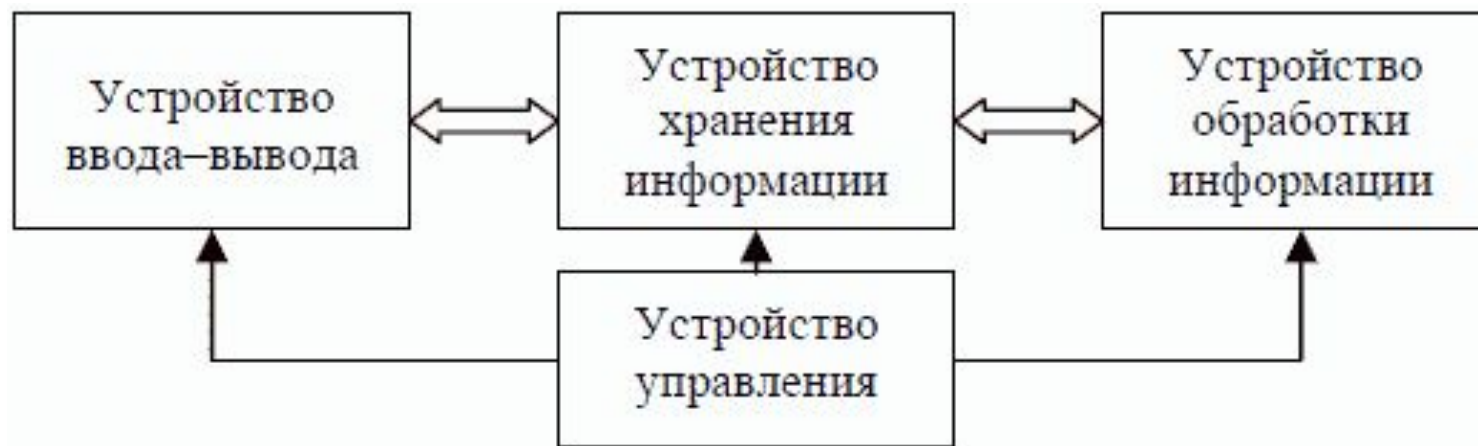 Устройство
ввода–вывода
Устройство
хранения
информации
Устройство
обработки
информации
Устройство
управления